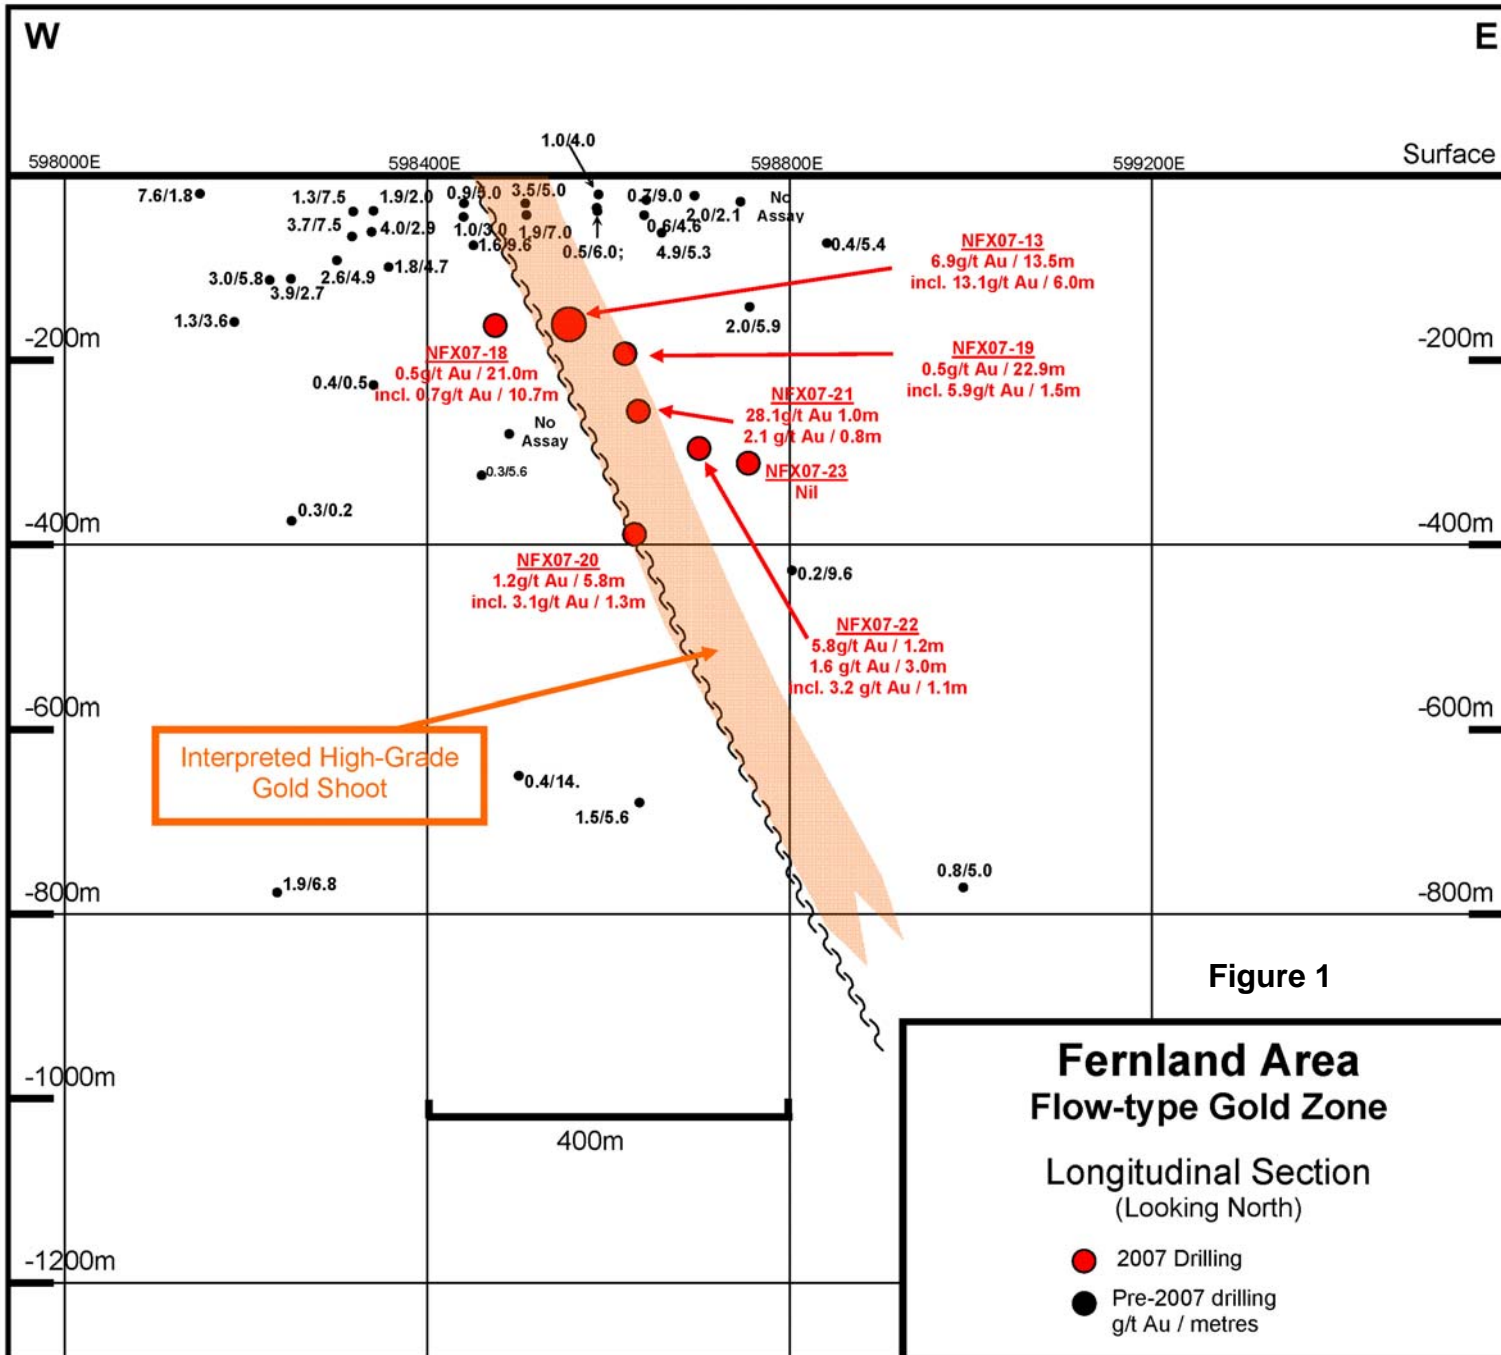 W
E
1.0/4.0
598000E
598400E
598800E
599200E
Surface
7.6/1.8
1.3/7.5
1.9/2.0
0.9/5.0
3.5/5.0
0.7/9.0
2.0/2.1
No
Assay
3.7/7.5
4.0/2.9
1.0/3.0
1.9/7.0
0.6/4.6
1.6/9.6
0.5/6.0;
4.9/5.3
0.4/5.4
3.0/5.8
3.9/2.7
2.6/4.9
1.8/4.7
1.3/3.6
2.0/5.9
NFX07-13
6.9g/t Au / 13.5m
incl. 13.1g/t Au / 6.0m
-200m
-200m
NFX07-18
0.5g/t Au / 21.0m
incl. 0.7g/t Au / 10.7m
NFX07-19
0.5g/t Au / 22.9m
incl. 5.9g/t Au / 1.5m
0.4/0.5
NFX07-21
28.1g/t Au 1.0m
2.1 g/t Au / 0.8m
No
Assay
0.3/5.6
NFX07-23
Nil
0.3/0.2
-400m
-400m
NFX07-20
1.2g/t Au / 5.8m
incl. 3.1g/t Au / 1.3m
0.2/9.6
NFX07-22
5.8g/t Au / 1.2m
1.6 g/t Au / 3.0m
incl. 3.2 g/t Au / 1.1m
-600m
-600m
Interpreted High-Grade
Gold Shoot
0.4/14.
1.5/5.6
1.9/6.8
0.8/5.0
-800m
-800m
Figure 1
-1000m
400m
-1200m
Fernland Area
Flow-type Gold Zone
Longitudinal Section
(Looking North)
2007 Drilling
Pre-2007 drilling
g/t Au / metres